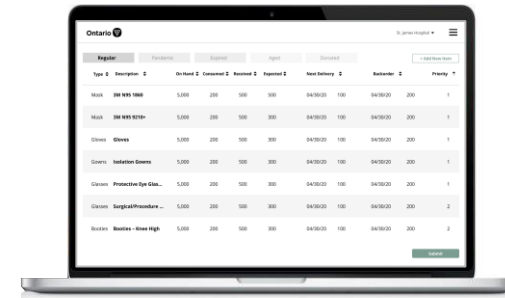 Ontario
St. James Hospital
Regular Pandemic Expired Aged Donated + Add New Item
Type Description On Hand Consumed Received Expected Next Delivery Backorder Priority
Mask 3M N95 1860 5,000 200 500 300 04/30/20 100 04/30/20 200 1
Mask 3M N95 8210+ 5,000 200 500 300 04/30/20 100 04/30/20 200 1
Gloves Gloves 5,000 200 500 300 04/30/20 100 04/30/20 200 1
Gowns Isolation Gowns 5,000 200 500 300 04/30/20 100 04/30/20 200 1
Glasses Protective Eye Glas... 5,000 200 500 300 04/30/20 100 04/30/20 200 1
Glasses Surgical/Procedure ... 5,000 200 500 300 04/30/20 100 04/30/20 200 2
Booties Booties – Knee High 5,000 200 500 300 04/30/20 100 04/30/20 200 2
Submit